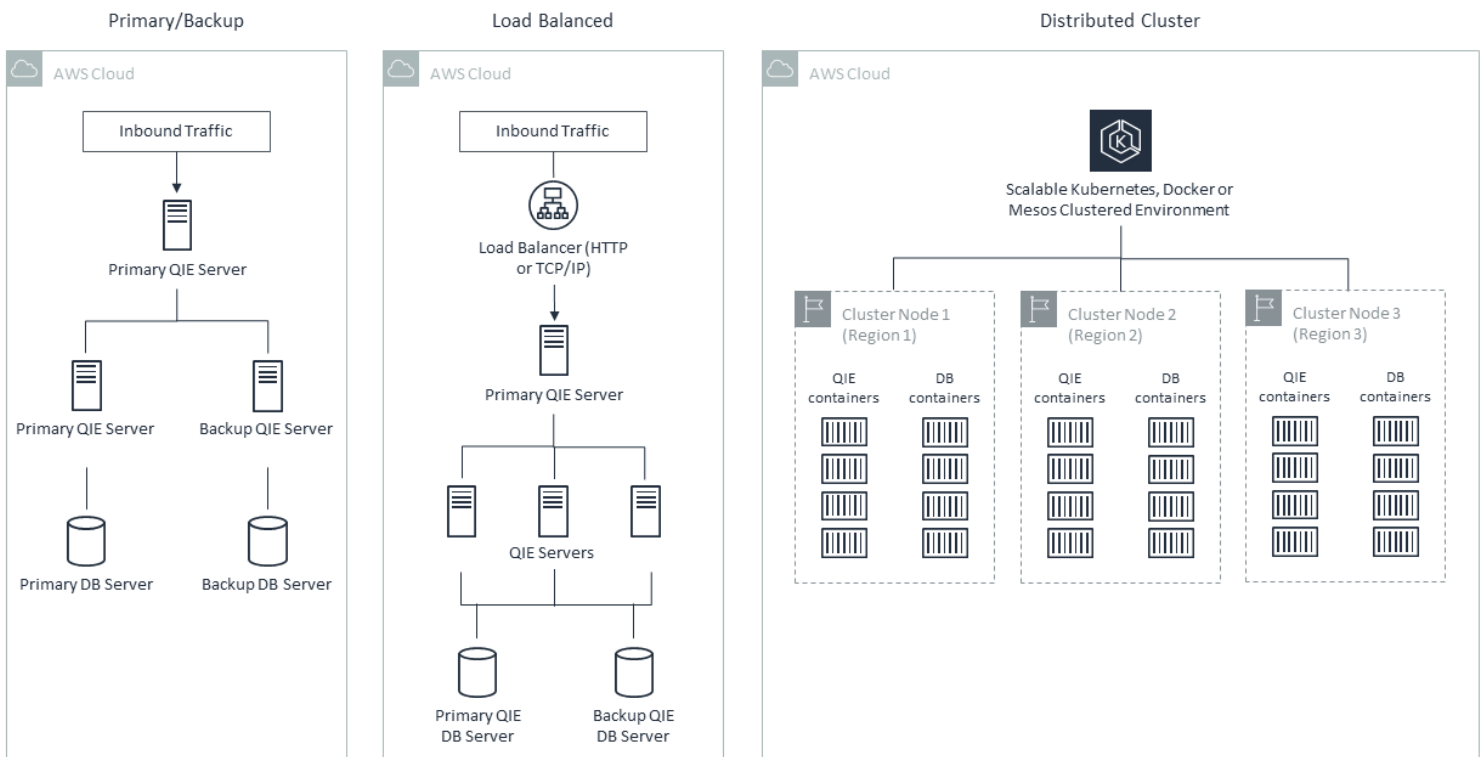 Primary/Backup
AWS Cloud
Inbound Traffic
Primary QIE Server
Primary QIE Server
Backup QIE Server
Primary DB Server
Backup DB Server
Load Balanced
AWS Cloud
Inbound Traffic
Load Balancer (HTTP
or TCP/IP)
Primary QIE Server
QIE Servers
Primary QIE
DB Server
Backup QIE
DB Server
Distributed Cluster
AWS Cloud
K
Scalable Kubernetes, Docker or
Mesos Clustered Environment
Cluster Node 1
(Region 1)
QIE
containers
DB
containers
Cluster Node 2
(Region 2)
QIE
containers
DB
containers
Cluster Node 3
(Region 3)
QIE
containers
DB
containers